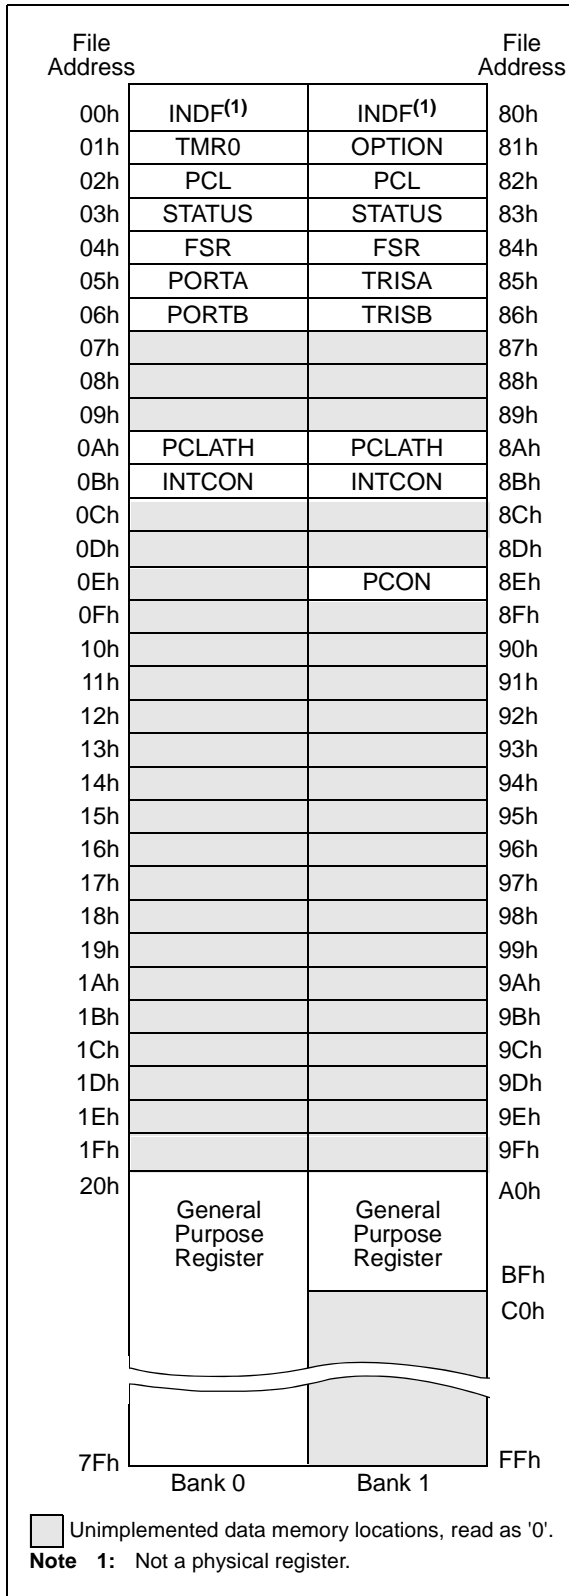 File Address File Address
00h INDF(1) INDF(1) 80h
01h TMR0 OPTION 81h
02h PCL PCL 82h
03h STATUS STATUS 83h
04h FSR FSR 84h
05h PORTA TRISA 85h
06h PORTB TRISB 86h
07h 87h
08h 88h
09h 89h
0Ah PCLATH PCLATH 8Ah
0Bh INTCON INTCON 8Bh
0Ch 8Ch
0Dh 8Dh
0Eh PCON 8Eh
0Fh 8Fh
10h 90h
11h 91h
12h 92h
13h 93h
14h 94h
15h 95h
16h 96h
17h 97h
18h 98h
19h 99h
1Ah 9Ah
1Bh 9Bh
1Ch 9Ch
1Dh 9Dh
1Eh 9Eh
1Fh 9Fh
20h A0h
General General
Purpose Purpose
Register Register
BFh
C0h
7Fh FFh
Bank 0 Bank 1
Unimplemented data memory locations, read as '0'.
Note 1: Not a physical register.